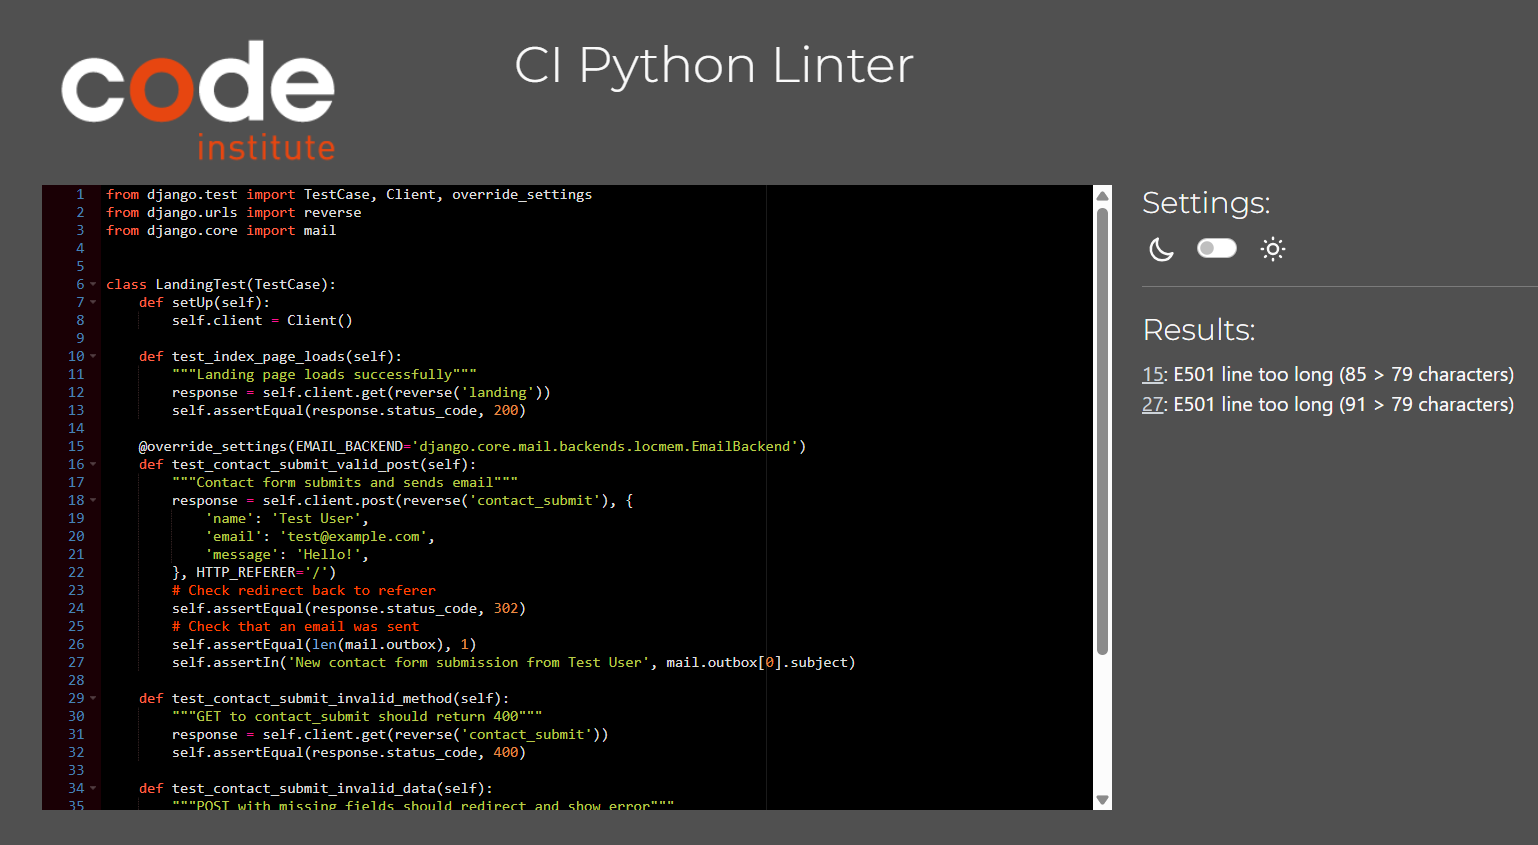 code
institute
CI Python Linter
1 from django.test import TestCase, Client, override_settings
2 from django.urls import reverse
3 from django.core import mail
4
5
6 class LandingTest(TestCase):
7     def setUp(self):
8         self.client = Client()
9
10     def test_index_page_loads(self):
11         """Landing page loads successfully"""
12         response = self.client.get(reverse('landing'))
13         self.assertEqual(response.status_code, 200)
14
15     @override_settings(EMAIL_BACKEND='django.core.mail.backends.locmem.EmailBackend')
16     def test_contact_submit_valid_post(self):
17         """Contact form submits and sends email"""
18         response = self.client.post(reverse('contact_submit'), {
19             'name': 'Test User',
20             'email': 'test@example.com',
21             'message': 'Hello!',
22         }, HTTP_REFERER='/')
23         # Check redirect back to referer
24         self.assertEqual(response.status_code, 302)
25         # Check that an email was sent
26         self.assertEqual(len(mail.outbox), 1)
27         self.assertIn('New contact form submission from Test User', mail.outbox[0].subject)
28
29     def test_contact_submit_invalid_method(self):
30         """GET to contact_submit should return 400"""
31         response = self.client.get(reverse('contact_submit'))
32         self.assertEqual(response.status_code, 400)
33
34     def test_contact_submit_invalid_data(self):
35         """POST with missing fields should redirect and show error"""
Settings:
Results:
15: E501 line too long (85 > 79 characters)
27: E501 line too long (91 > 79 characters)